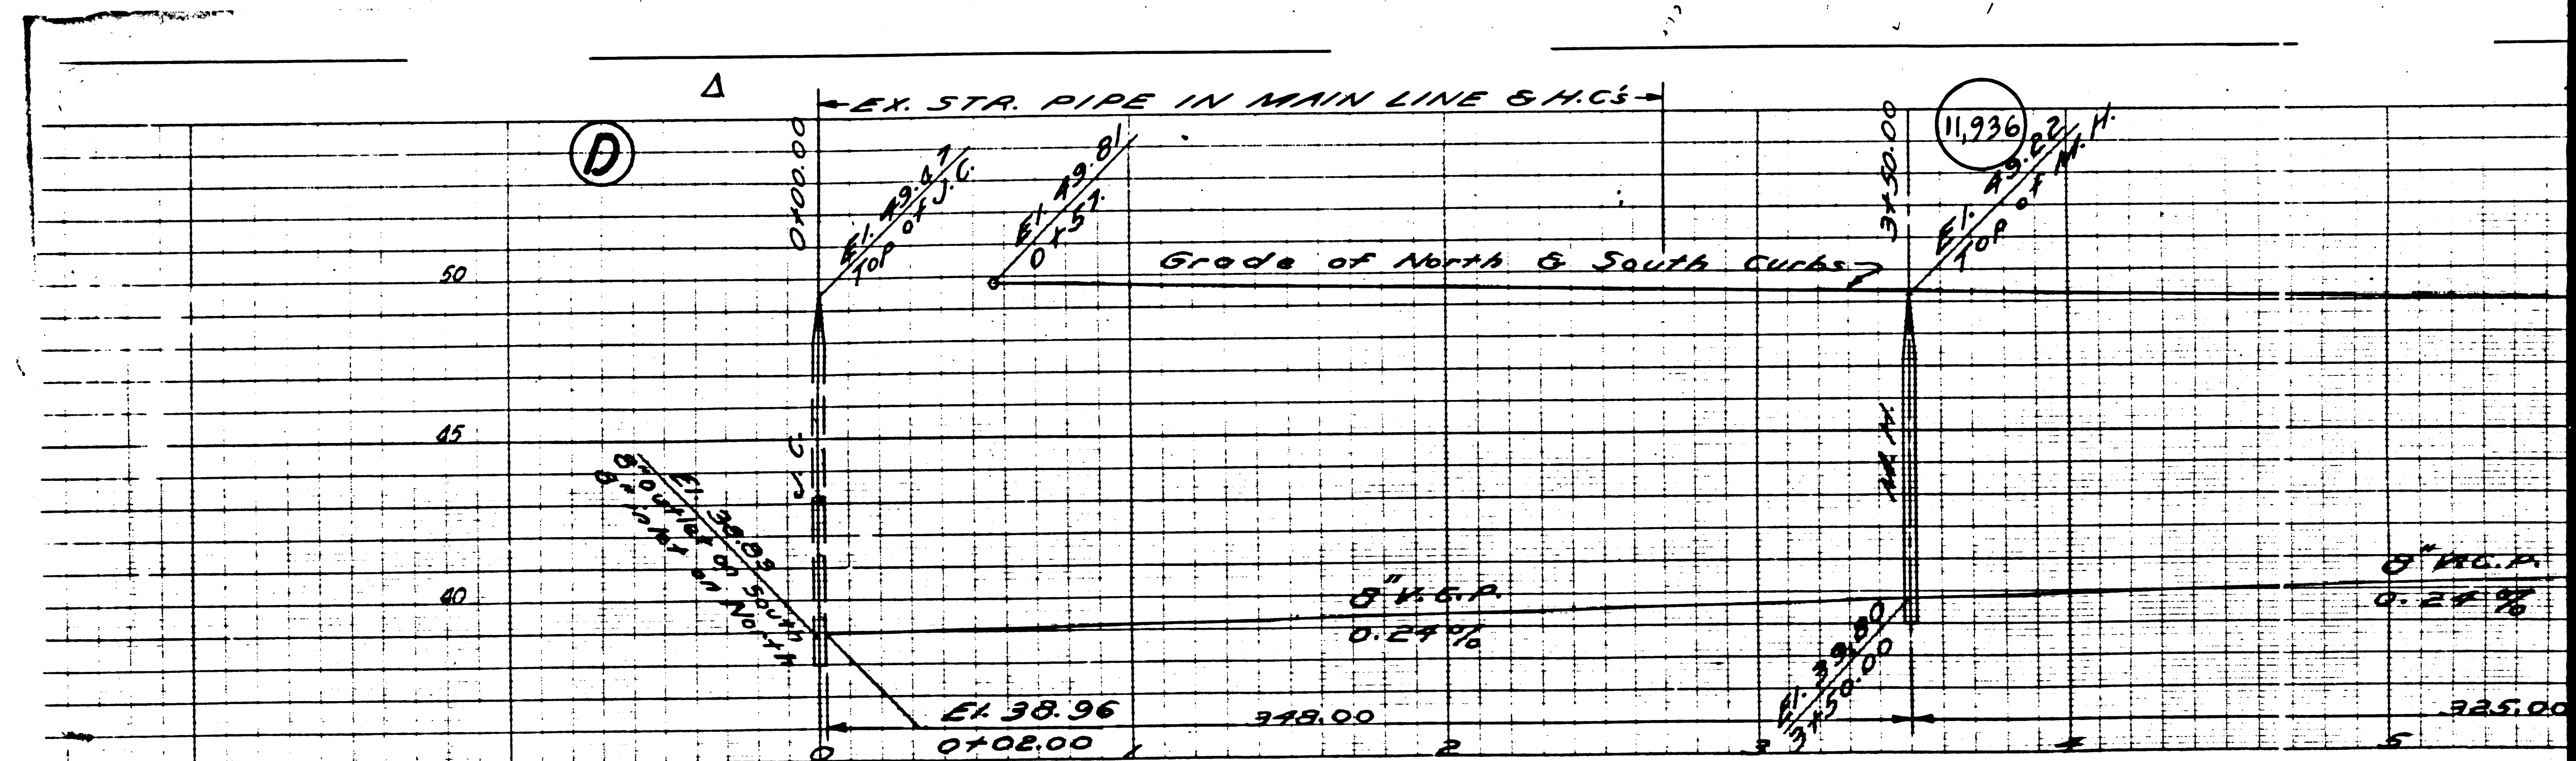 Δ
EX. STR. PIPE IN MAIN LINE & H.C's
D
0+00.00
El. 49.47
TOP of J.C.
El 49.81
0+57.
3+50.00
11,936
El. 49.22
TOP of M.H.
Grade of North & South Curbs
50
45
40
J.C.
M.H.
El. 38.83
8" outlet on South
8" inlet on North
8" V.C.P.
0.24%
8" V.C.P.
0.24%
El. 39.80
3+50.00
El. 38.96
0+02.00
348.00
325.00
0 1 2 3 4 5